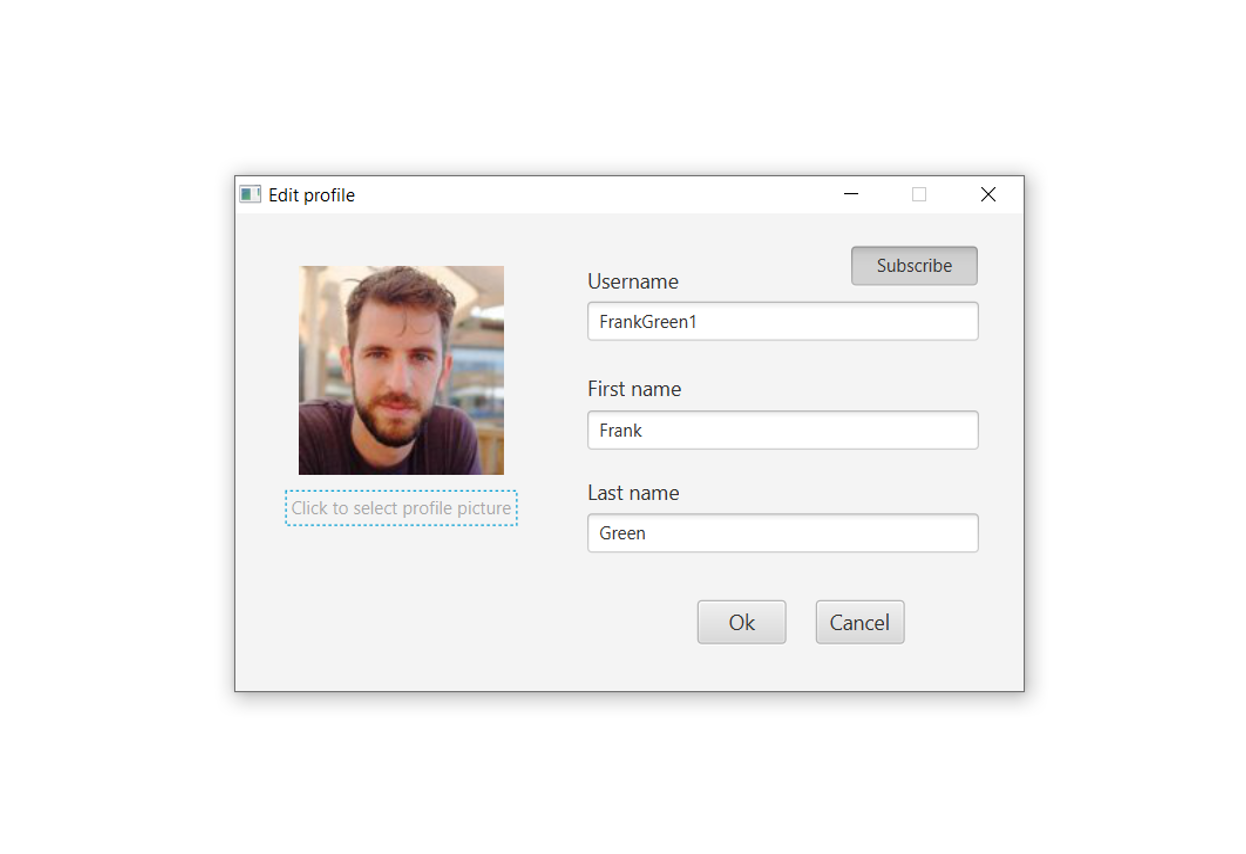 Edit profile
Subscribe
Username
FrankGreen1
First name
Frank
Last name
Green
Click to select profile picture
Ok
Cancel